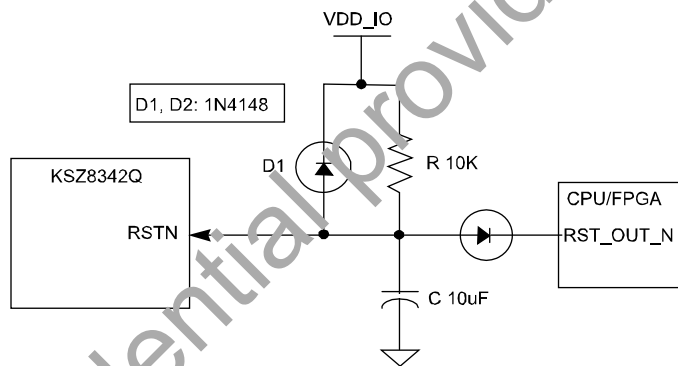 VDD_IO
D1, D2: 1N4148
D1
R 10K
KSZ8342Q
RSTN
CPU/FPGA
RST_OUT_N
C 10uF